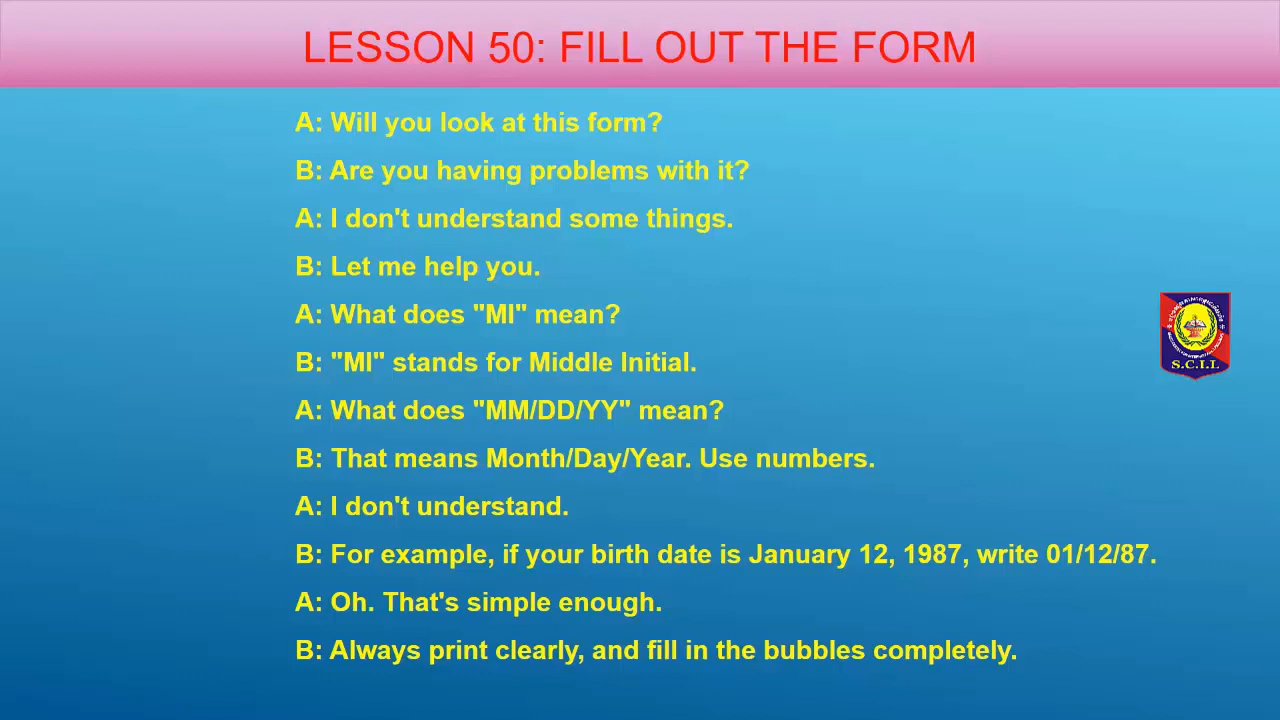 LESSON 50: FILL OUT THE FORM
A: Will you look at this form?
B: Are you having problems with it?
A: I don't understand some things.
B: Let me help you.
A: What does "MI" mean?
B: "MI" stands for Middle Initial.
A: What does "MM/DD/YY" mean?
B: That means Month/Day/Year. Use numbers.
A: I don't understand.
B: For example, if your birth date is January 12, 1987, write 01/12/87.
A: Oh. That's simple enough.
B: Always print clearly, and fill in the bubbles completely.
S.C.I.L